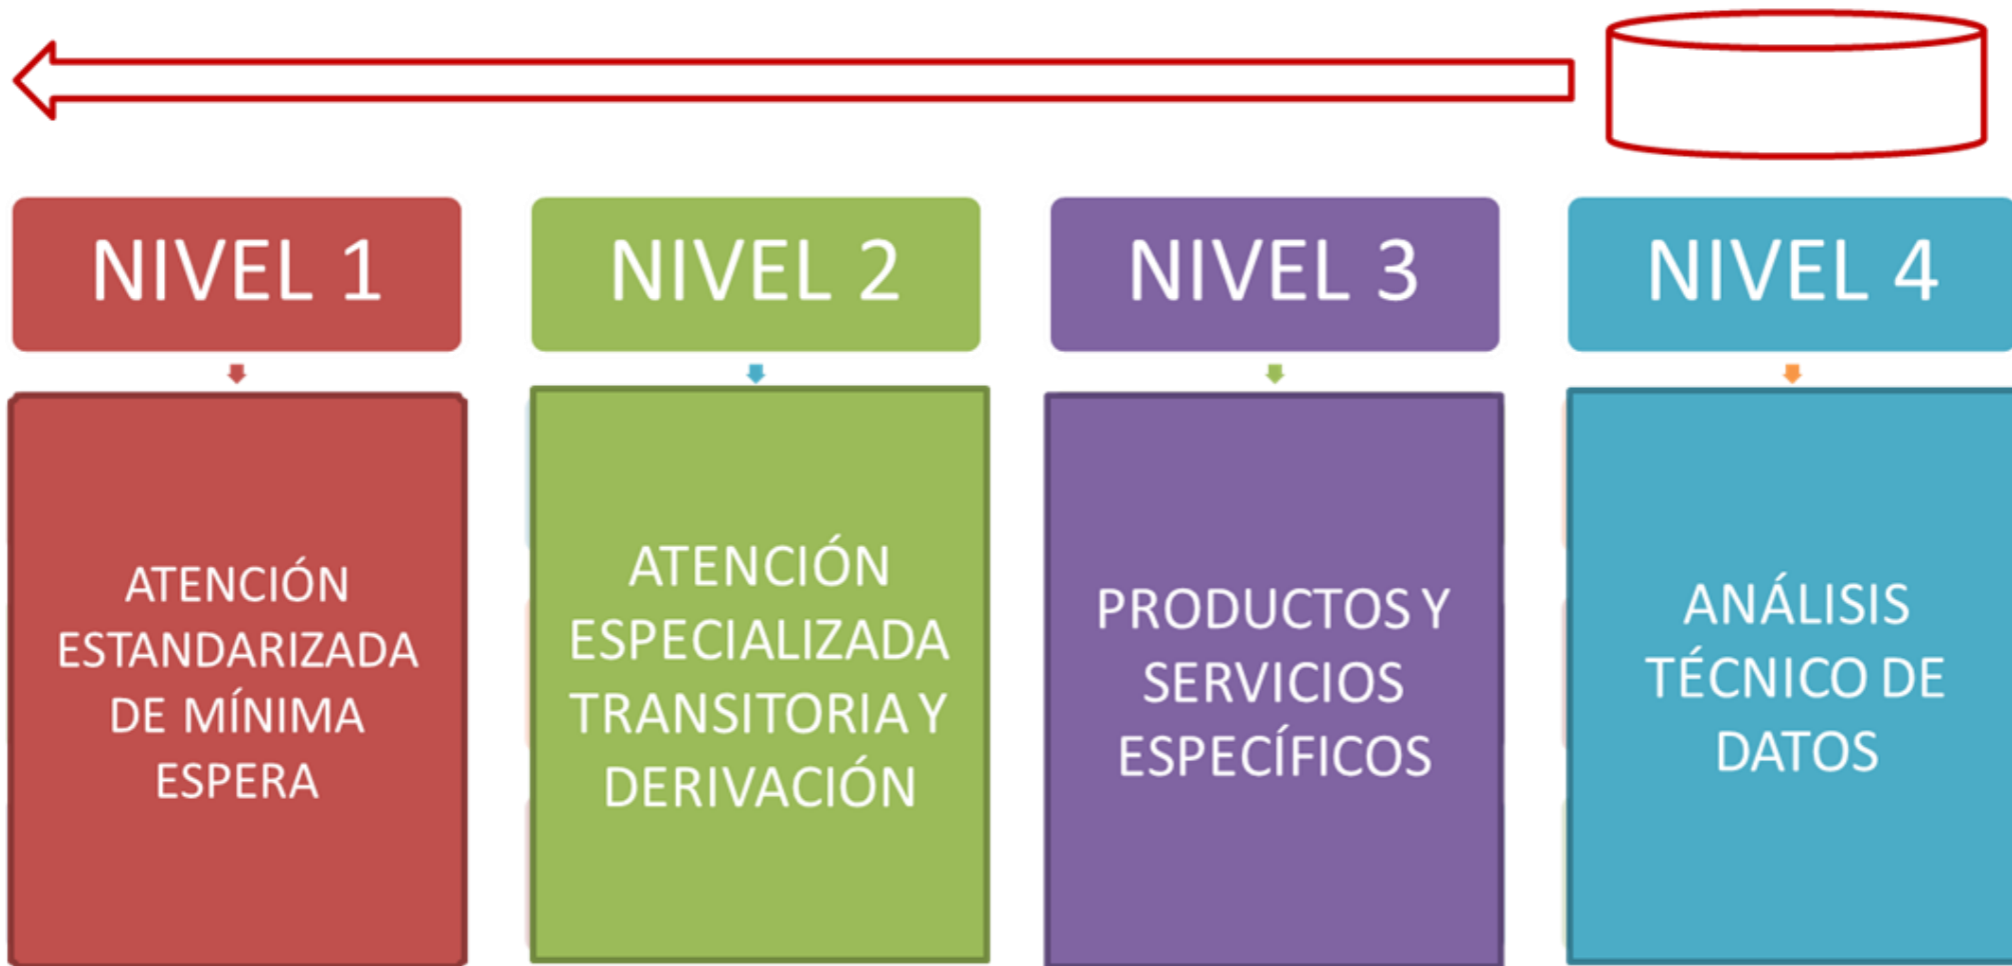 NIVEL 1
NIVEL 2
NIVEL 3
NIVEL 4
ATENCIÓN
ESTANDARIZADA
DE MÍNIMA
ESPERA
ATENCIÓN
ESPECIALIZADA
TRANSITORIA Y
DERIVACIÓN
PRODUCTOS Y
SERVICIOS
ESPECÍFICOS
ANÁLISIS
TÉCNICO DE
DATOS